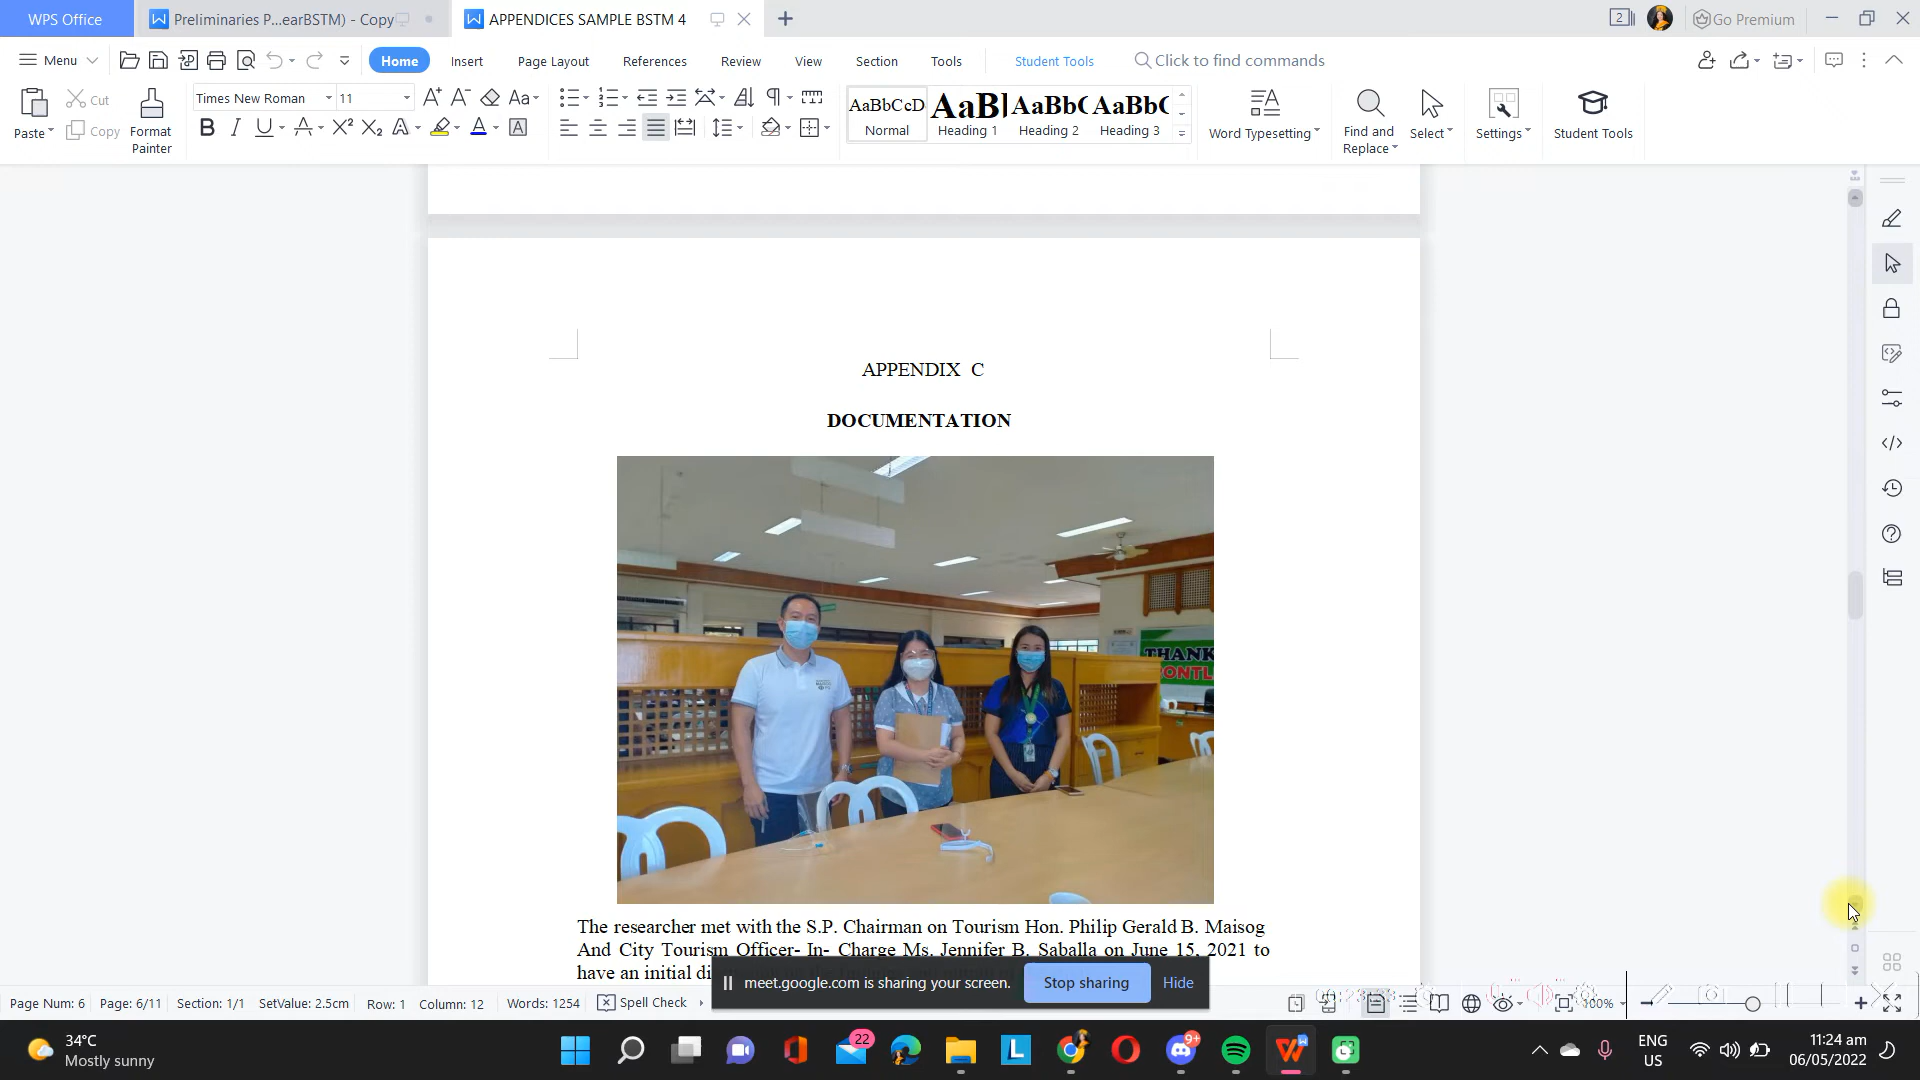 WPS Office
Preliminaries P...earBSTM) - Copy
APPENDICES SAMPLE BSTM 4
2
Go Premium
Menu
Home
Insert
Page Layout
References
Review
View
Section
Tools
Student Tools
Click to find commands
Paste
Cut
Copy
Format Painter
Times New Roman
11
AaBbCcD
Normal
AaBl
Heading 1
AaBb(
Heading 2
AaBb(
Heading 3
Word Typesetting
Find and Replace
Select
Settings
Student Tools
APPENDIX C
DOCUMENTATION
THANK
The researcher met with the S.P. Chairman on Tourism Hon. Philip Gerald B. Maisog
And City Tourism Officer- In- Charge Ms. Jennifer B. Saballa on June 15, 2021 to
have an initial di
meet.google.com is sharing your screen.
Stop sharing
Hide
Page Num: 6
Page: 6/11
Section: 1/1
SetValue: 2.5cm
Row: 1
Column: 12
Words: 1254
Spell Check
100%
34°C
Mostly sunny
22
9+
ENG
US
11:24 am
06/05/2022